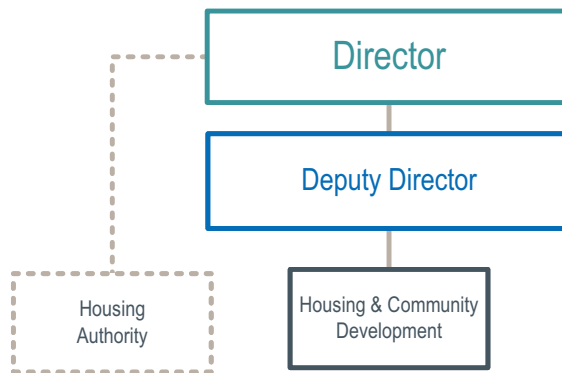 Director
Deputy Director
Housing
Authority
Housing & Community
Development